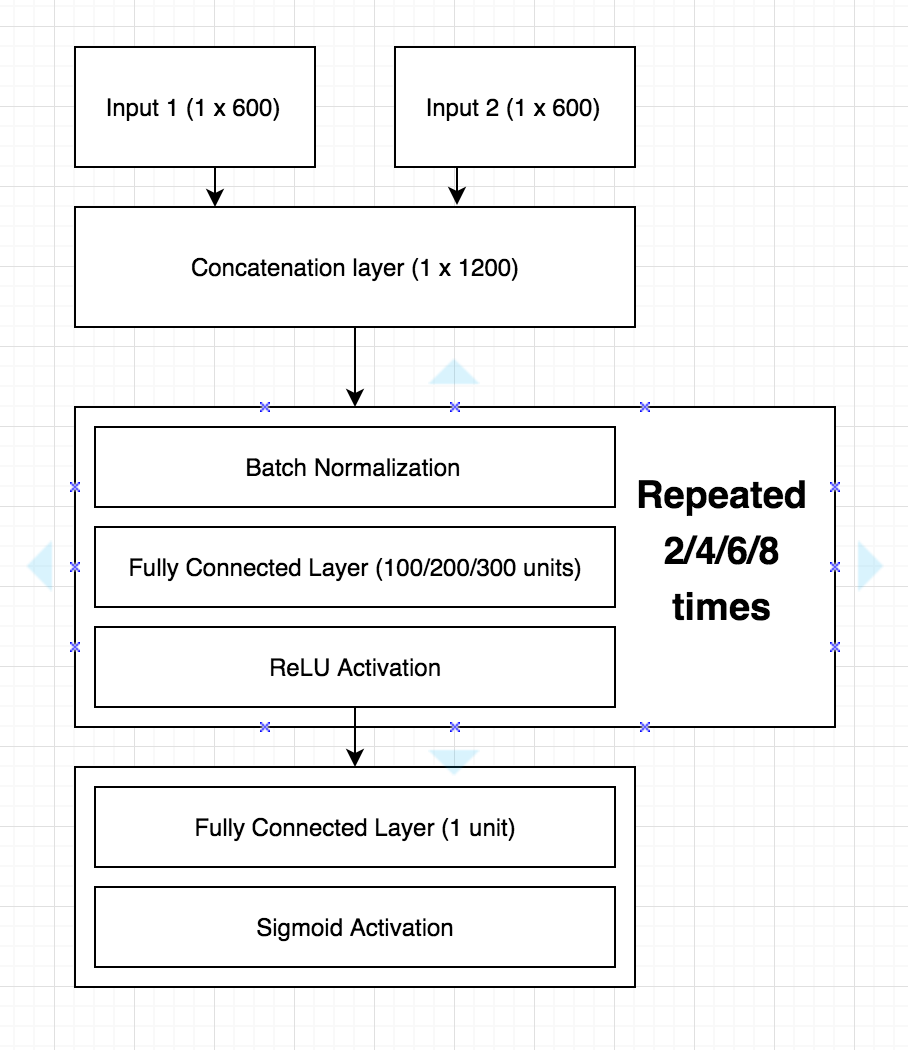 Input 1 (1 x 600)
Input 2 (1 x 600)
Concatenation layer (1 x 1200)
Batch Normalization
Fully Connected Layer (100/200/300 units)
ReLU Activation
Repeated
2/4/6/8
times
Fully Connected Layer (1 unit)
Sigmoid Activation